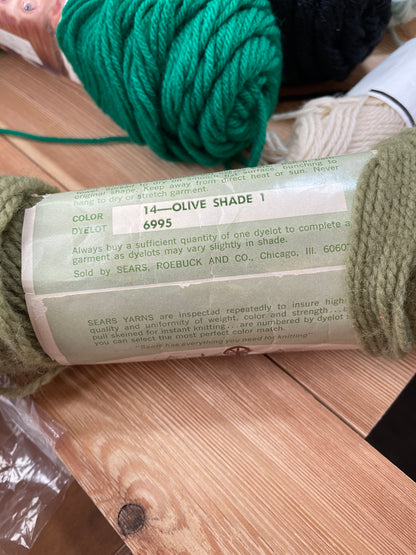 normal shape. Keep away from direct heat or sun. Never
hang to dry or stretch garment.
COLOR 14—OLIVE SHADE 1
DYELOT 6995
Always buy a sufficient quantity of one dyelot to complete a
garment as dyelots may vary slightly in shade.
Sold by SEARS, ROEBUCK AND CO., Chicago, Ill. 6060
SEARS YARNS are inspected repeatedly to insure high
quality and uniformity of weight, color and strength...
pull skeined for instant knitting... are numbered by dyelot
you can select the most perfect color match.
"Sears has everything you need for knitting"